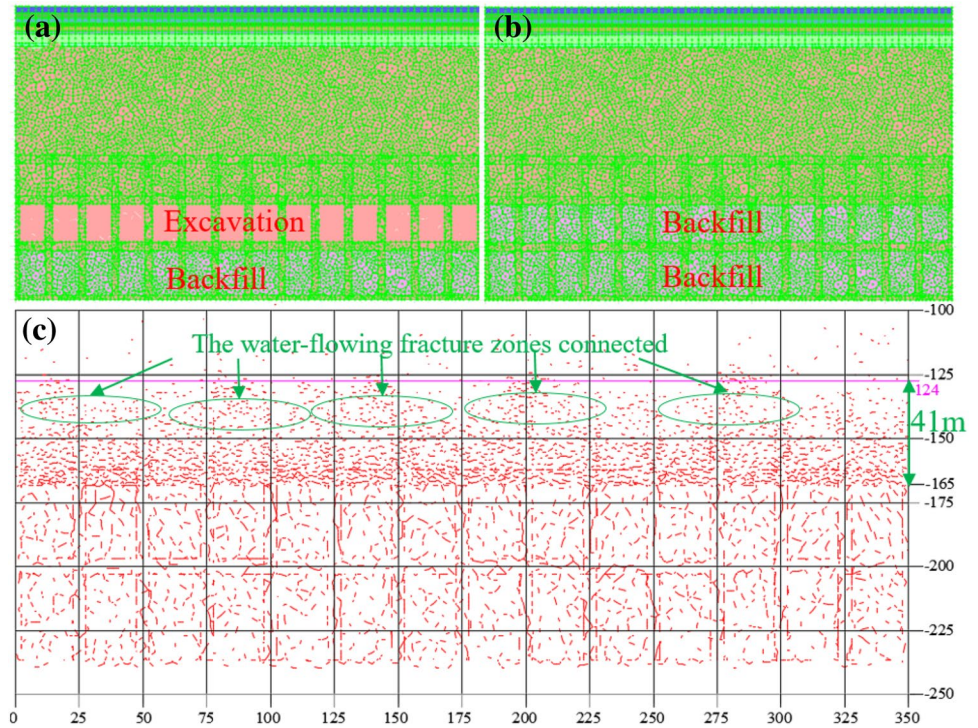 (a)
(b)
Excavation
Backfill
Backfill
Backfill
(c)
The water-flowing fracture zones connected
-100
-125
124
41m
-150
-165
-175
-200
-225
-250
0 25 50 75 100 125 150 175 200 225 250 275 300 325 350